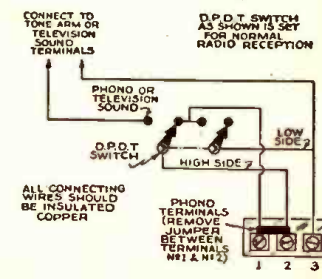 CONNECT TO
TONE ARM OR
TELEVISION
SOUND
TERMINALS
D.P.D.T SWITCH
AS SHOWN IS SET
FOR NORMAL
RADIO RECEPTION
PHONO OR
TELEVISION
SOUND
D.P.D.T
SWITCH
LOW
SIDE
HIGH SIDE
ALL CONNECTING
WIRES SHOULD
BE INSULATED
COPPER
PHONO
TERMINALS
(REMOVE
JUMPER
BETWEEN
TERMINALS
Nº1 & Nº2)
1 2 3